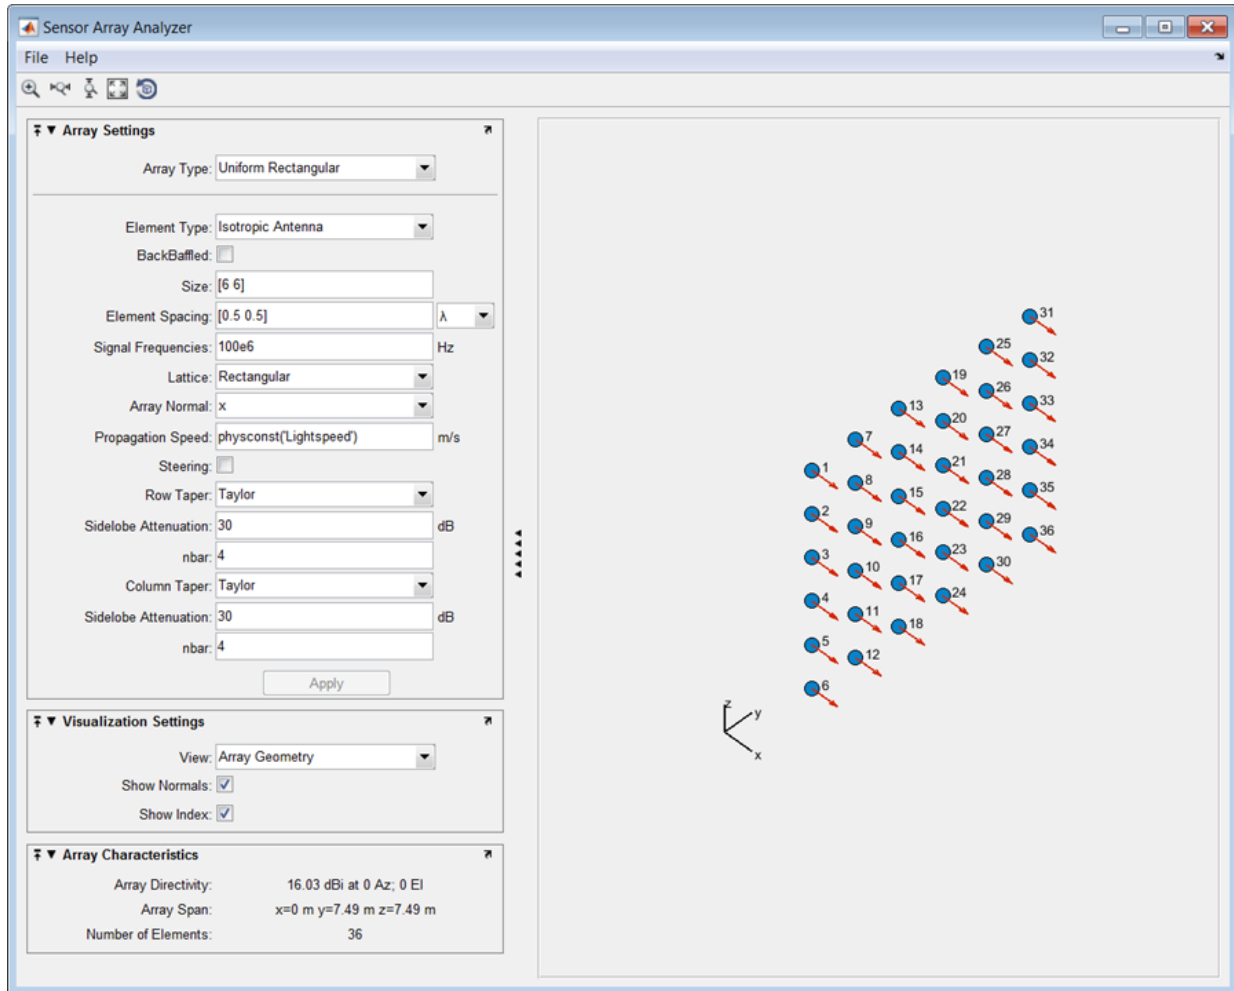 Sensor Array Analyzer
File Help
Array Settings
Array Type: Uniform Rectangular
Element Type: Isotropic Antenna
BackBaffled:
Size: [6 6]
Element Spacing: [0.5 0.5] λ
Signal Frequencies: 100e6 Hz
Lattice: Rectangular
Array Normal: x
Propagation Speed: physconst('Lightspeed') m/s
Steering:
Row Taper: Taylor
Sidelobe Attenuation: 30 dB
nbar: 4
Column Taper: Taylor
Sidelobe Attenuation: 30 dB
nbar: 4
Apply
Visualization Settings
View: Array Geometry
Show Normals:
Show Index:
Array Characteristics
Array Directivity: 16.03 dBi at 0 Az; 0 El
Array Span: x=0 m y=7.49 m z=7.49 m
Number of Elements: 36
31
25
32
19
26
33
13
20
27
34
7
14
21
28
35
1
8
15
22
29
36
2
9
16
23
30
3
10
17
24
4
11
18
5
12
6
z
y
x